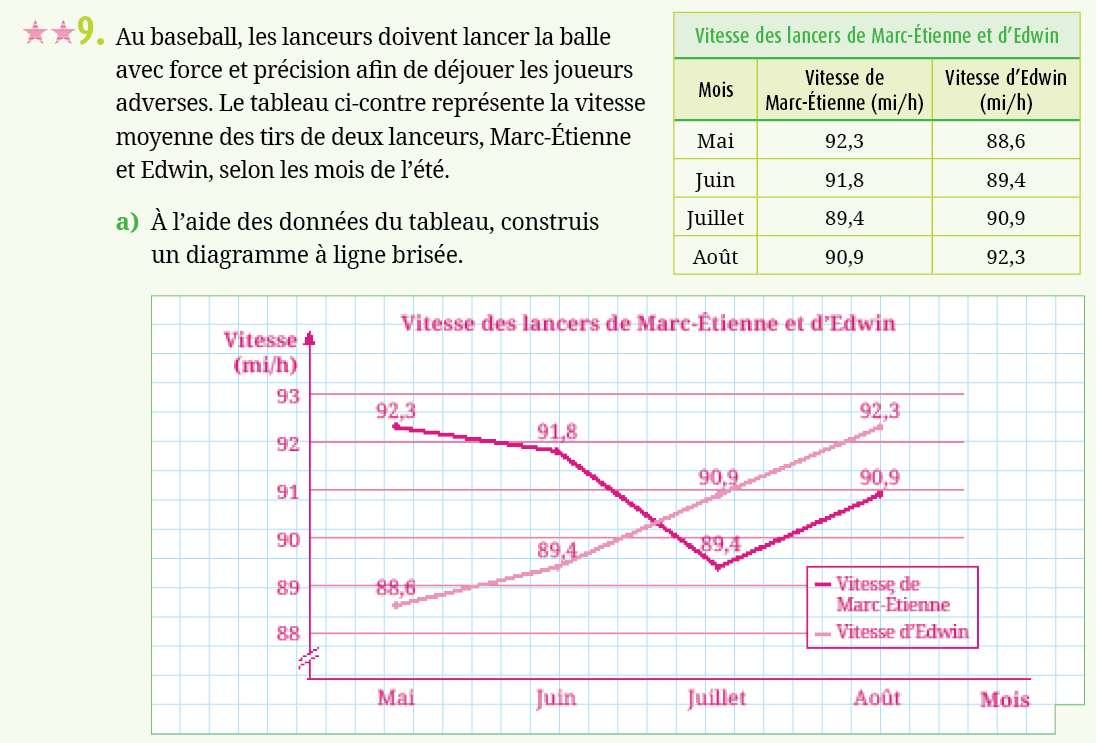 9. Au baseball, les lanceurs doivent lancer la balle
avec force et précision afin de déjouer les joueurs
adverses. Le tableau ci-contre représente la vitesse
moyenne des tirs de deux lanceurs, Marc-Étienne
et Edwin, selon les mois de l'été.
a) À l'aide des données du tableau, construis
un diagramme à ligne brisée.
Vitesse des lancers de Marc-Étienne et d'Edwin
Mois Vitesse de Marc-Étienne (mi/h) Vitesse d'Edwin (mi/h)
Mai 92,3 88,6
Juin 91,8 89,4
Juillet 89,4 90,9
Août 90,9 92,3
Vitesse des lancers de Marc-Étienne et d'Edwin
Vitesse
(mi/h)
93
92,3 92,3
92
91,8
91
90,9 90,9
90
89,4 89,4
89
88,6
88
Vitesse de
Marc-Etienne
Vitesse d'Edwin
Mai Juin Juillet Août Mois